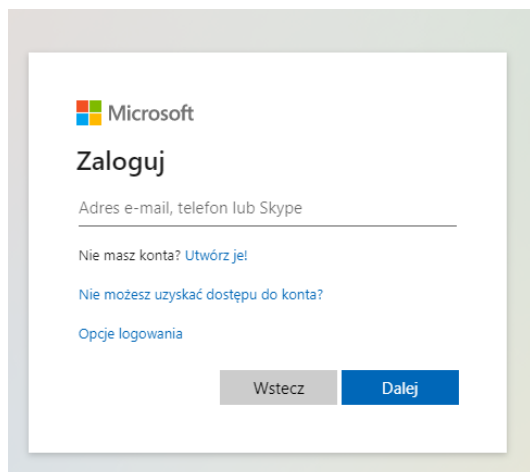 Microsoft
Zaloguj
Adres e-mail, telefon lub Skype
Nie masz konta? Utwórz je!
Nie możesz uzyskać dostępu do konta?
Opcje logowania
Wstecz
Dalej